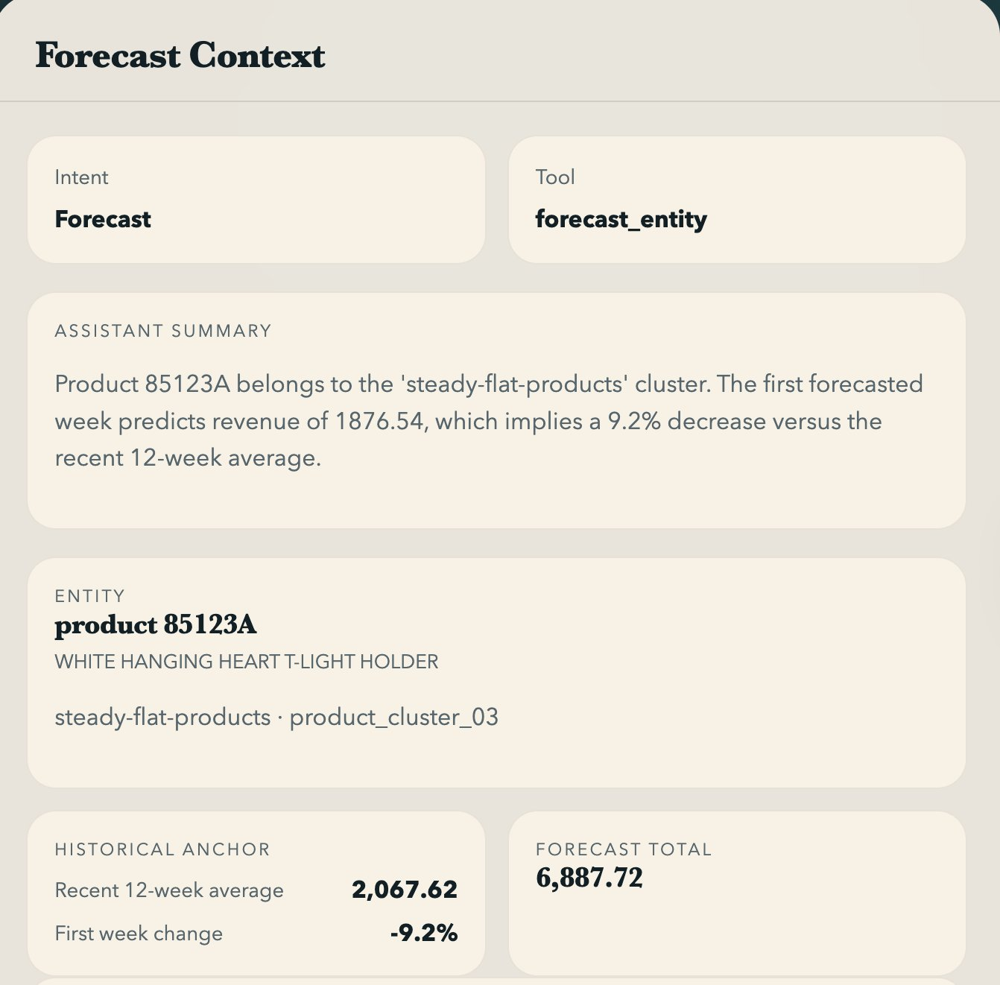 Forecast Context
Intent
Forecast
Tool
forecast_entity
ASSISTANT SUMMARY
Product 85123A belongs to the 'steady-flat-products' cluster. The first forecasted
week predicts revenue of 1876.54, which implies a 9.2% decrease versus the
recent 12-week average.
ENTITY
product 85123A
WHITE HANGING HEART T-LIGHT HOLDER
steady-flat-products · product_cluster_03
HISTORICAL ANCHOR
Recent 12-week average 2,067.62
First week change -9.2%
FORECAST TOTAL
6,887.72